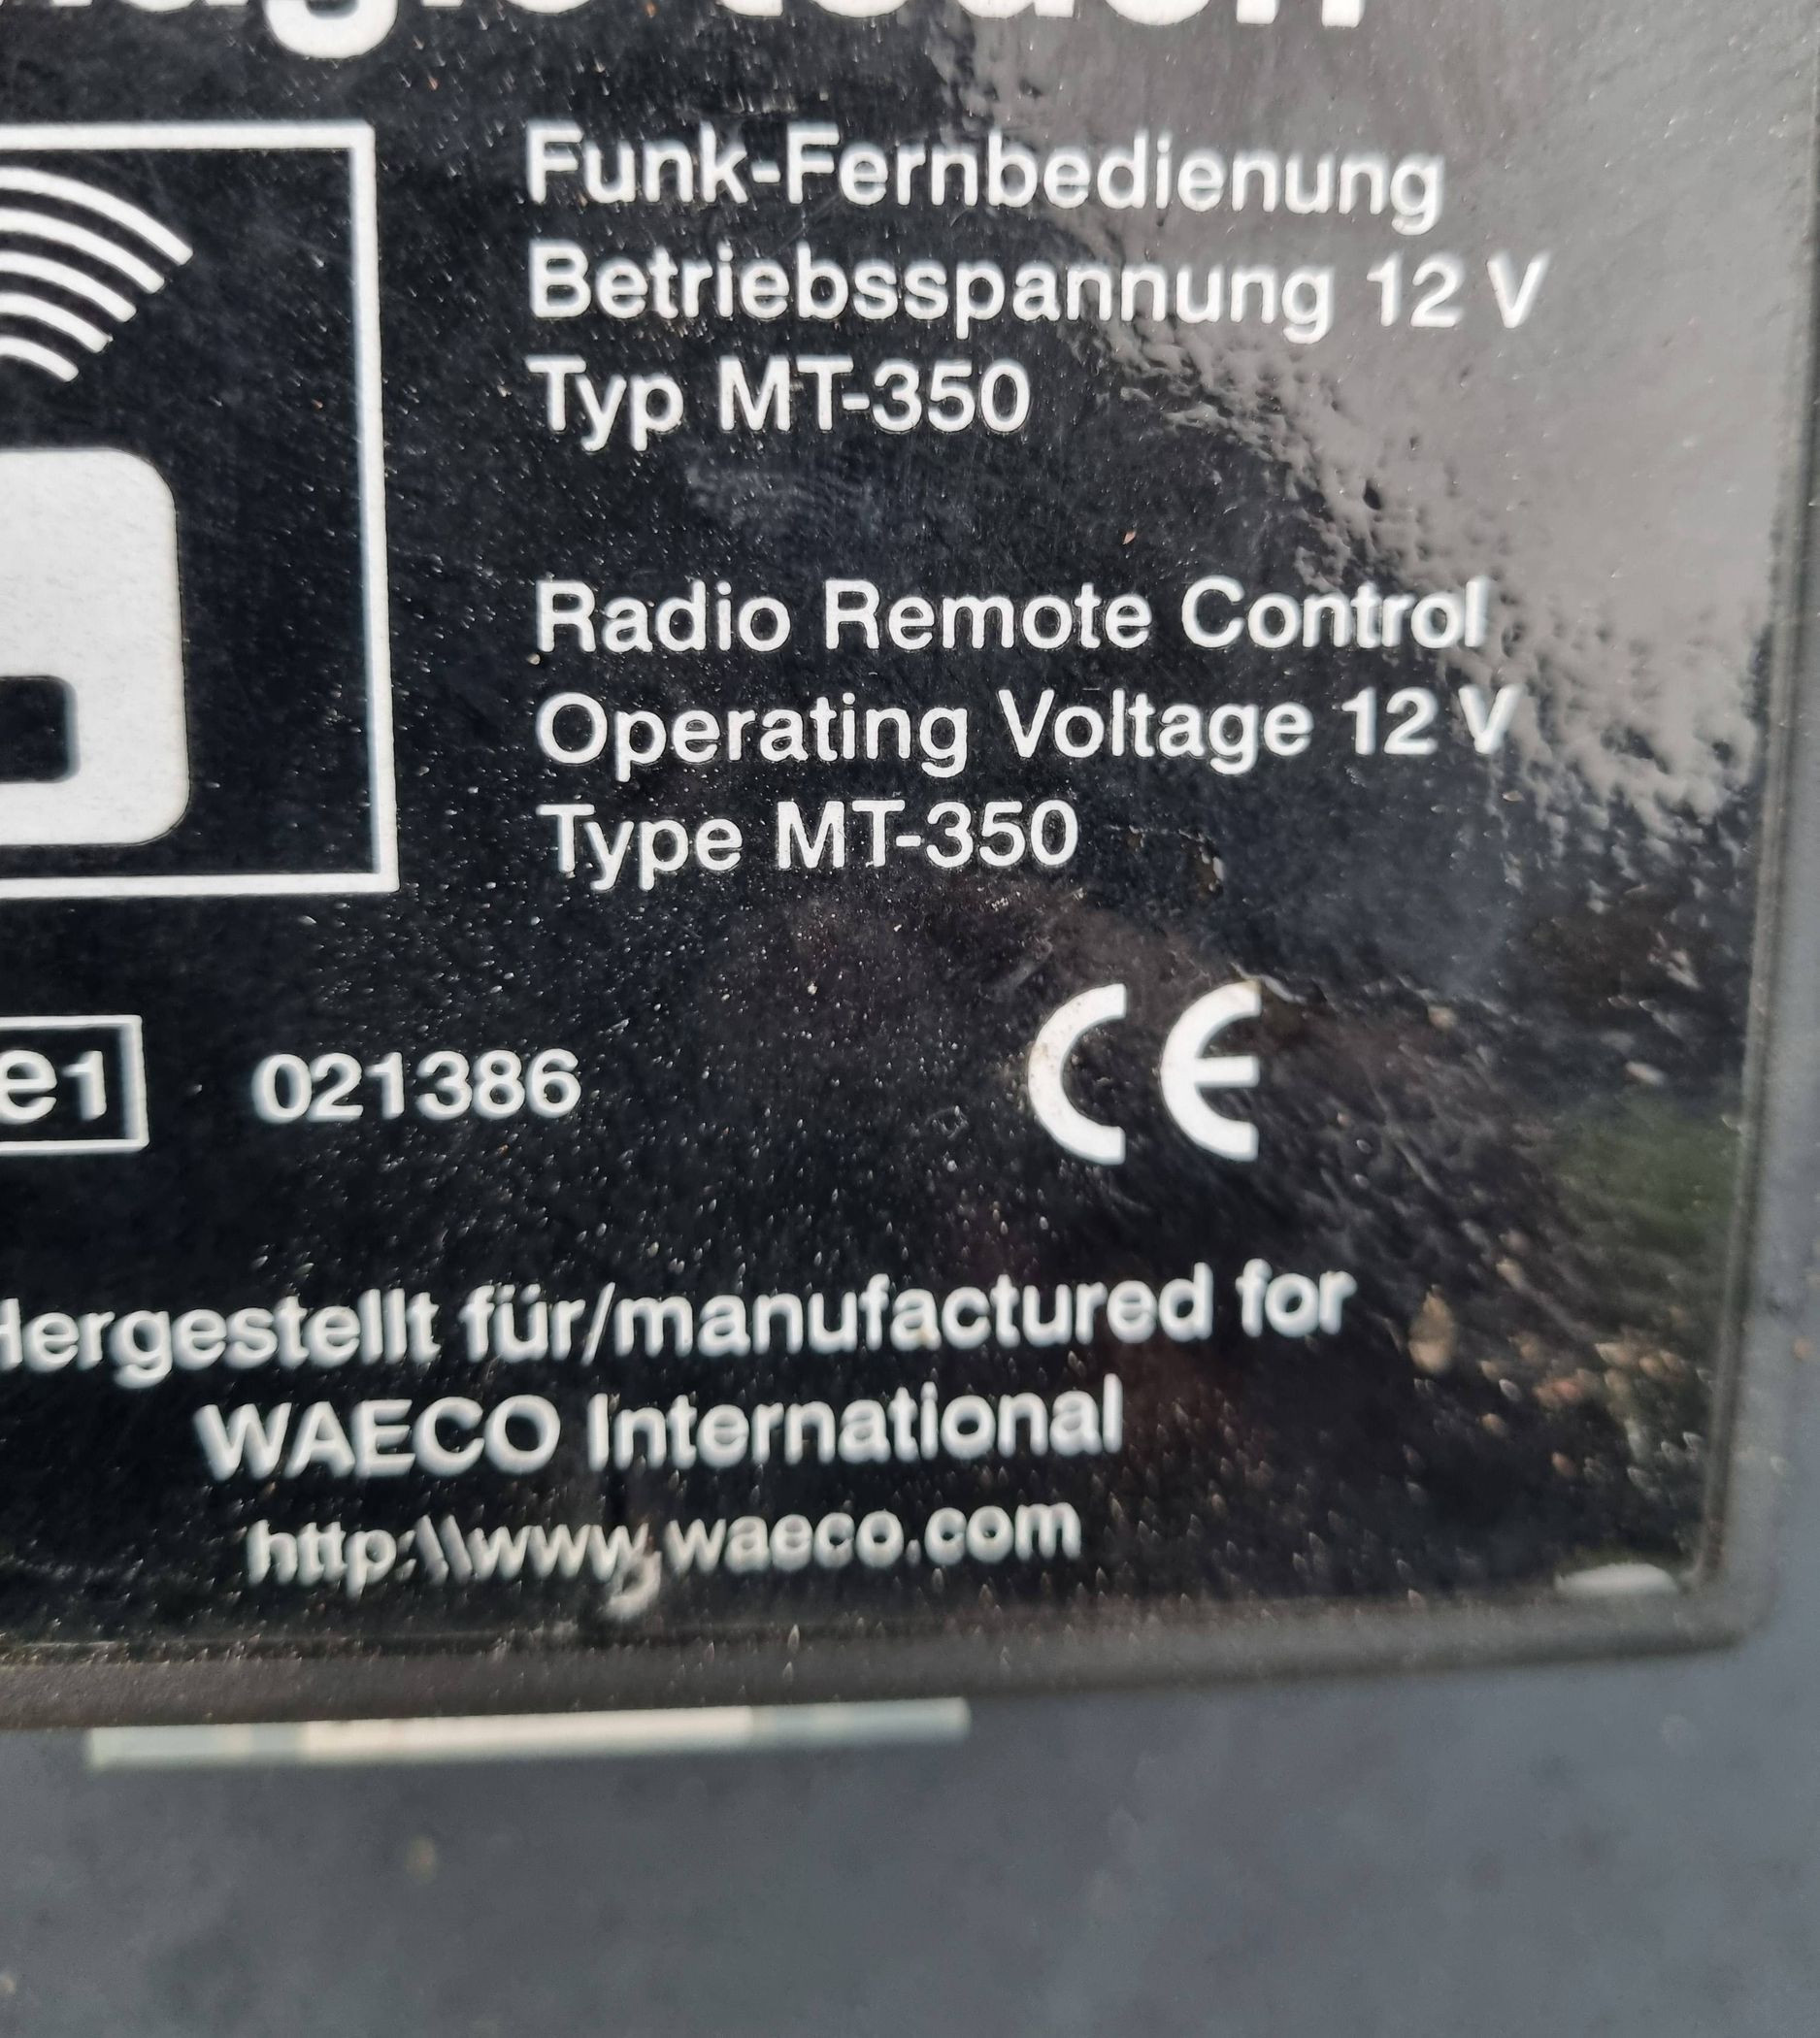 touch
Funk-Fernbedienung
Betriebsspannung 12 V
Typ MT-350
Radio Remote Control
Operating Voltage 12 V
Type MT-350
e1 021386 CE
Hergestellt für/manufactured for
WAECO International
http:\\www.waeco.com